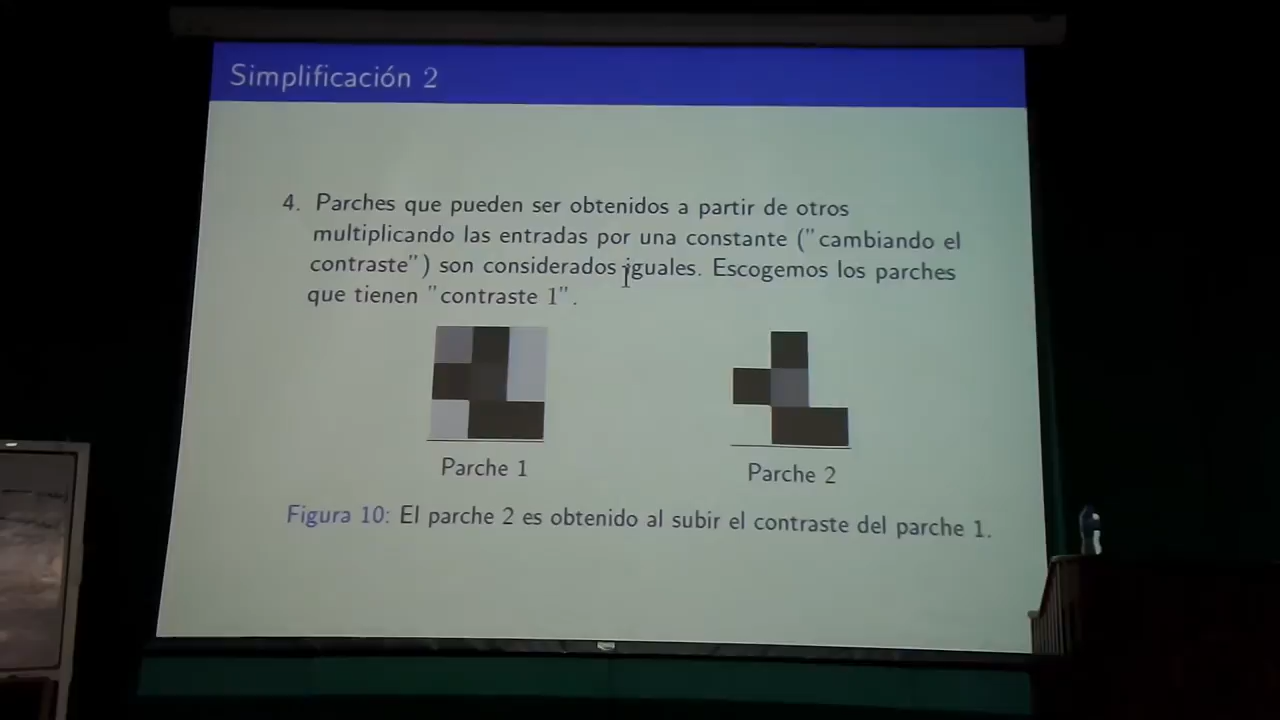 Simplificación 2
4. Parches que pueden ser obtenidos a partir de otros
multiplicando las entradas por una constante ("cambiando el
contraste") son considerados iguales. Escogemos los parches
que tienen "contraste 1".
Parche 1
Parche 2
Figura 10: El parche 2 es obtenido al subir el contraste del parche 1.